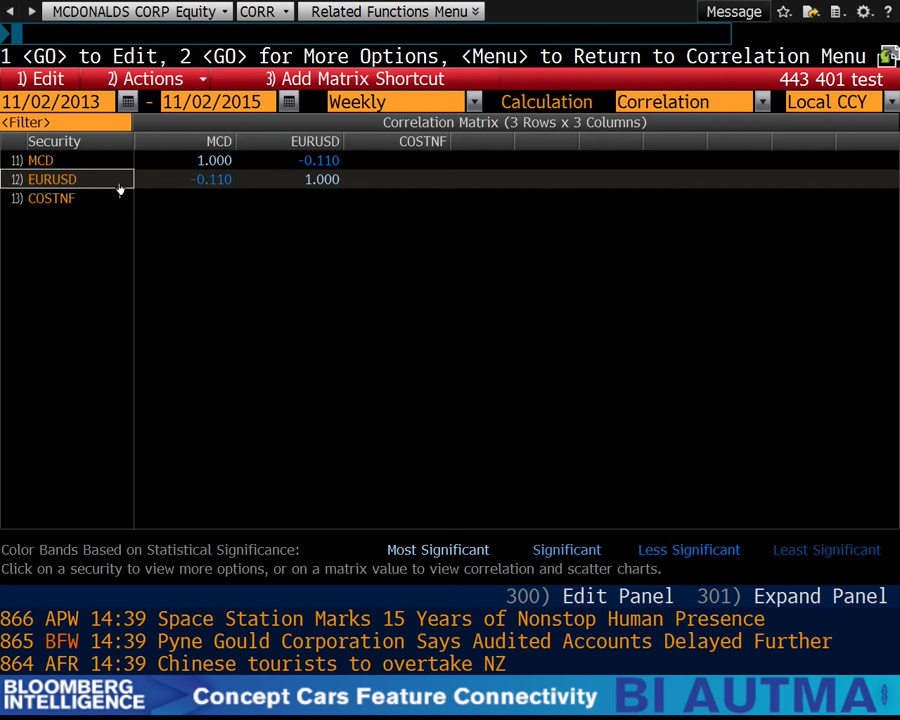 MCDONALDS CORP Equity CORR Related Functions Menu Message ?
1 <GO> to Edit, 2 <GO> for More Options, <Menu> to Return to Correlation Menu
1) Edit 2) Actions 3) Add Matrix Shortcut 443 401 test
11/02/2013 - 11/02/2015 Weekly Calculation Correlation Local CCY
<Filter> Correlation Matrix (3 Rows x 3 Columns)
Security MCD EURUSD COSTNF
11) MCD 1.000 -0.110
12) EURUSD -0.110 1.000
13) COSTNF
Color Bands Based on Statistical Significance: Most Significant Significant Less Significant Least Significant
Click on a security to view more options, or on a matrix value to view correlation and scatter charts.
300) Edit Panel 301) Expand Panel
866 APW 14:39 Space Station Marks 15 Years of Nonstop Human Presence
865 BFW 14:39 Pyne Gould Corporation Says Audited Accounts Delayed Further
864 AFR 14:39 Chinese tourists to overtake NZ
BLOOMBERG INTELLIGENCE Concept Cars Feature Connectivity BI AUTMA